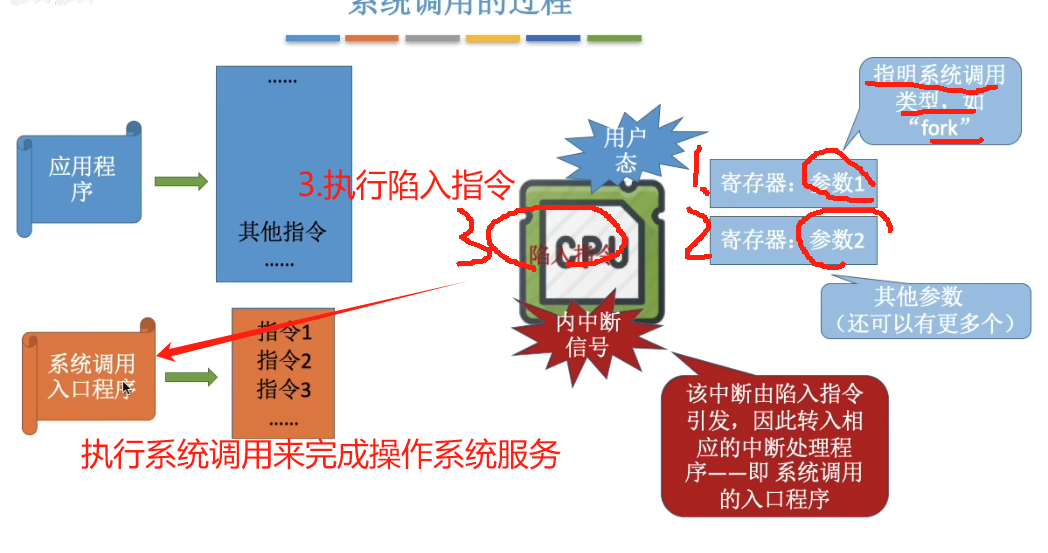 系统调用的过程
......
指明系统调用
类型，如
“fork”
用户
态
应用程
序
3.执行陷入指令
1.
寄存器：参数1
其他指令
3
陷入指令
CPU
2
寄存器：参数2
......
其他参数
（还可以有更多个）
内中断
信号
指令1
系统调用
入口程序
指令2
指令3
......
该中断由陷入指令
引发，因此转入相
应的中断处理程
序——即 系统调用
的入口程序
执行系统调用来完成操作系统服务